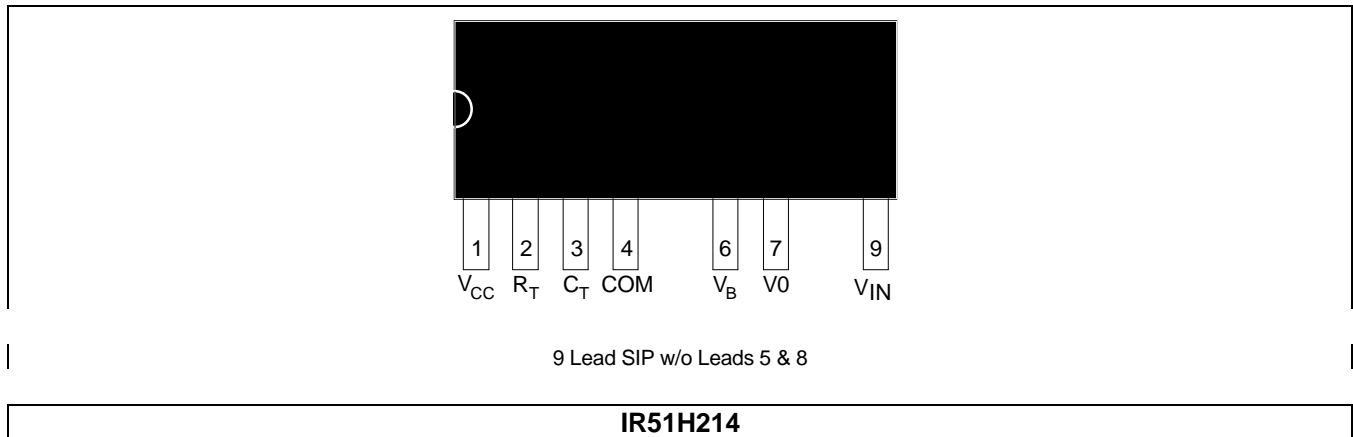 1 2 3 4 6 7 9
VCC RT CT COM VB V0 VIN
9 Lead SIP w/o Leads 5 & 8
IR51H214